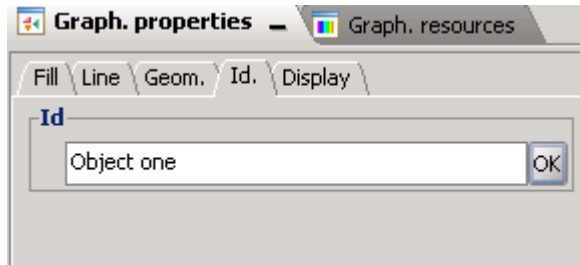 Graph. properties Graph. resources
Fill Line Geom. Id. Display
Id
Object one OK